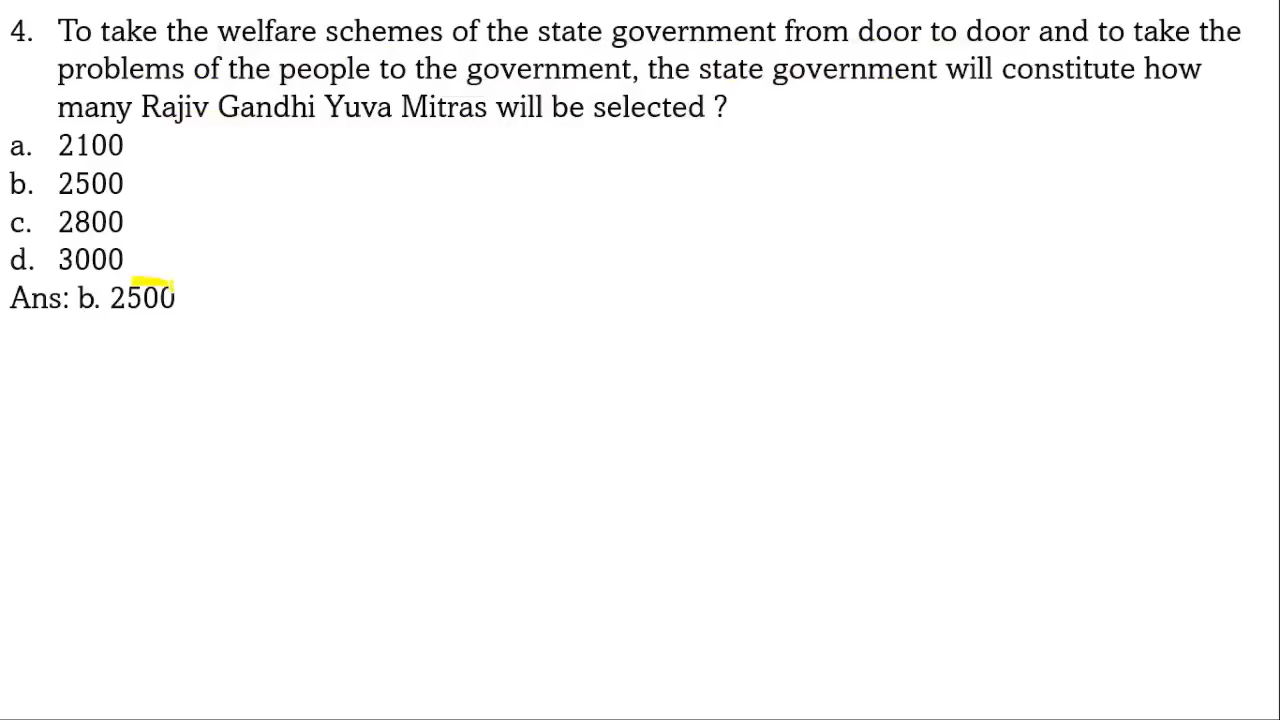 4. To take the welfare schemes of the state government from door to door and to take the
problems of the people to the government, the state government will constitute how
many Rajiv Gandhi Yuva Mitras will be selected ?
a. 2100
b. 2500
c. 2800
d. 3000
Ans: b. 2500